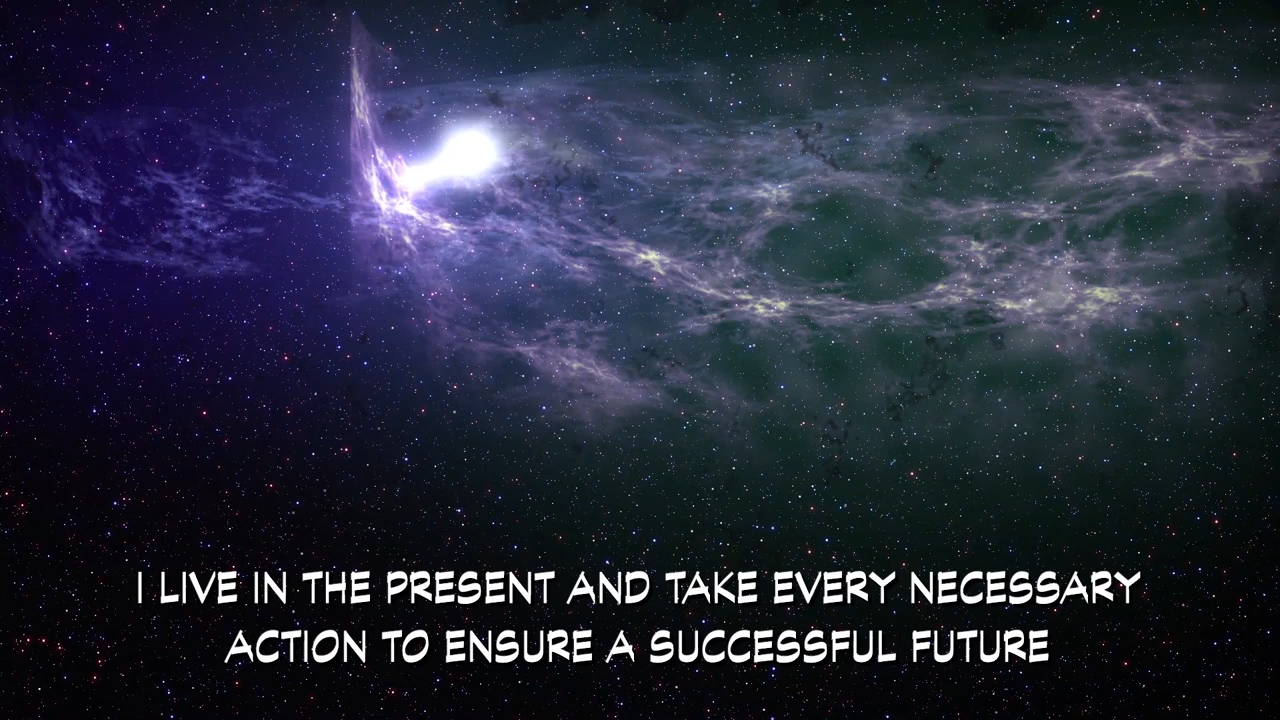 I LIVE IN THE PRESENT AND TAKE EVERY NECESSARY
ACTION TO ENSURE A SUCCESSFUL FUTURE